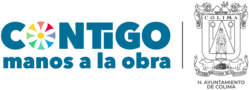 CONTIGO
manos a la obra
COLIMA
H. AYUNTAMIENTO
DE COLIMA